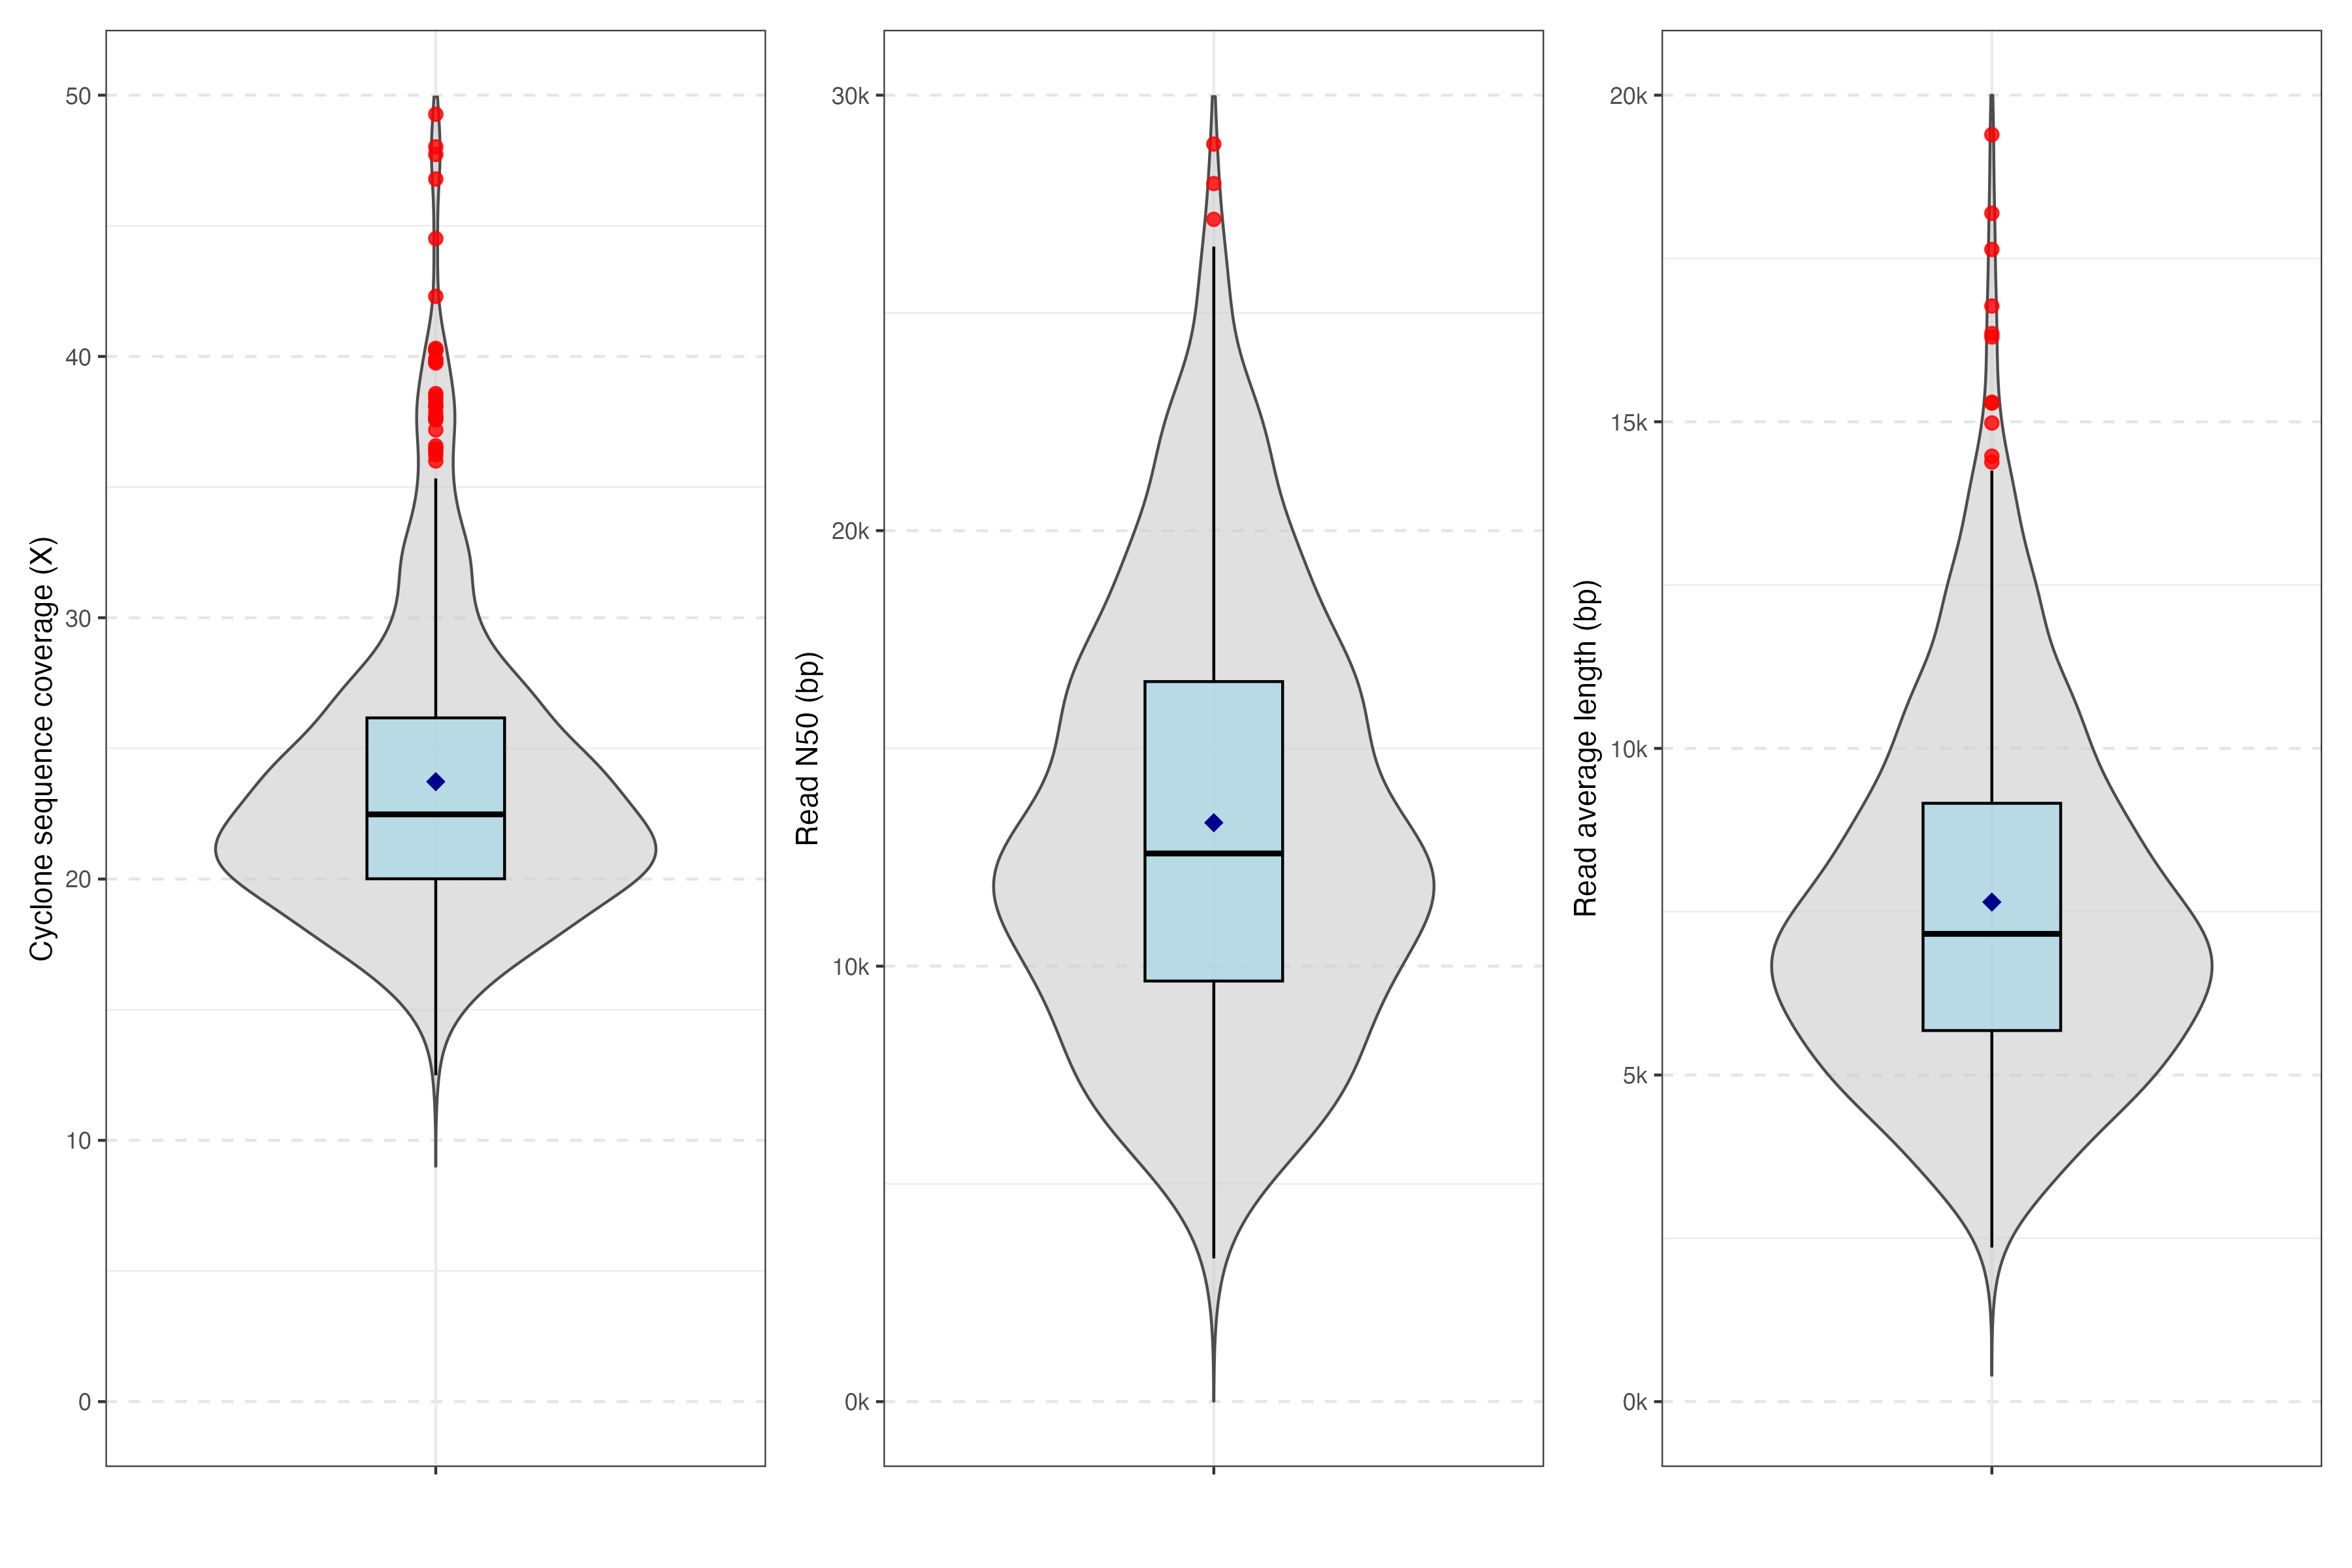 Cyclone sequence coverage (X)
50
40
30
20
10
0
Read N50 (bp)
30k
20k
10k
0k
Read average length (bp)
20k
15k
10k
5k
0k